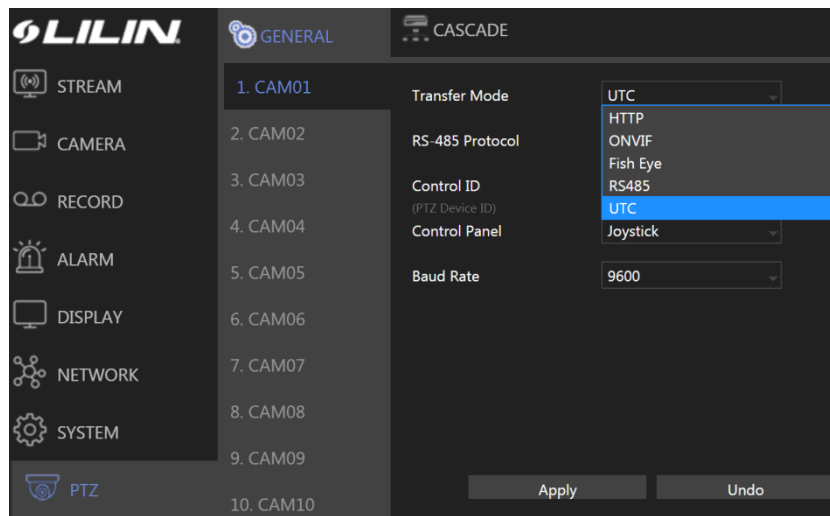 LILIN
STREAM
CAMERA
RECORD
ALARM
DISPLAY
NETWORK
SYSTEM
PTZ
GENERAL
CASCADE
1. CAM01
2. CAM02
3. CAM03
4. CAM04
5. CAM05
6. CAM06
7. CAM07
8. CAM08
9. CAM09
10. CAM10
Transfer Mode UTC
HTTP
ONVIF
Fish Eye
RS485
UTC
RS-485 Protocol
Control ID
(PTZ Device ID)
Control Panel Joystick
Baud Rate 9600
Apply Undo